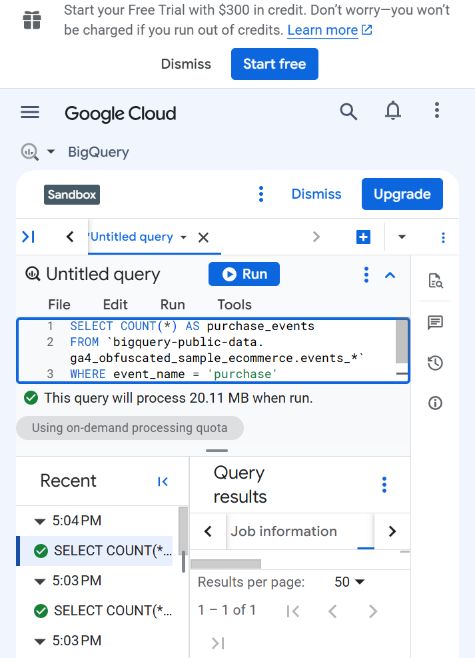 Start your Free Trial with $300 in credit. Don't worry—you won't
be charged if you run out of credits. Learn more
Dismiss
Start free
Google Cloud
BigQuery
Sandbox
Dismiss
Upgrade
Untitled query
Untitled query
Run
File Edit Run Tools
1 SELECT COUNT(*) AS purchase_events
2 FROM `bigquery-public-data.
ga4_obfuscated_sample_ecommerce.events_*`
3 WHERE event_name = 'purchase'
This query will process 20.11 MB when run.
Using on-demand processing quota
Recent
5:04 PM
SELECT COUNT(*...
5:03 PM
SELECT COUNT(*...
5:03 PM
Query
results
Job information
Results per page: 50
1 – 1 of 1